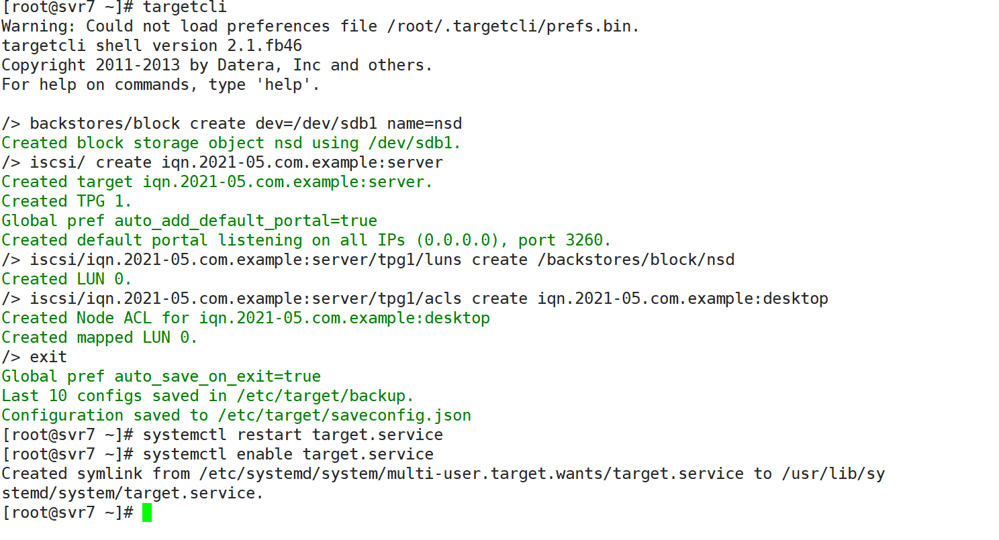 [root@svr7 ~]# targetcli
Warning: Could not load preferences file /root/.targetcli/prefs.bin.
targetcli shell version 2.1.fb46
Copyright 2011-2013 by Datera, Inc and others.
For help on commands, type 'help'.

/> backstores/block create dev=/dev/sdb1 name=nsd
Created block storage object nsd using /dev/sdb1.
/> iscsi/ create iqn.2021-05.com.example:server
Created target iqn.2021-05.com.example:server.
Created TPG 1.
Global pref auto_add_default_portal=true
Created default portal listening on all IPs (0.0.0.0), port 3260.
/> iscsi/iqn.2021-05.com.example:server/tpg1/luns create /backstores/block/nsd
Created LUN 0.
/> iscsi/iqn.2021-05.com.example:server/tpg1/acls create iqn.2021-05.com.example:desktop
Created Node ACL for iqn.2021-05.com.example:desktop
Created mapped LUN 0.
/> exit
Global pref auto_save_on_exit=true
Last 10 configs saved in /etc/target/backup.
Configuration saved to /etc/target/saveconfig.json
[root@svr7 ~]# systemctl restart target.service
[root@svr7 ~]# systemctl enable target.service
Created symlink from /etc/systemd/system/multi-user.target.wants/target.service to /usr/lib/sy
stemd/system/target.service.
[root@svr7 ~]#